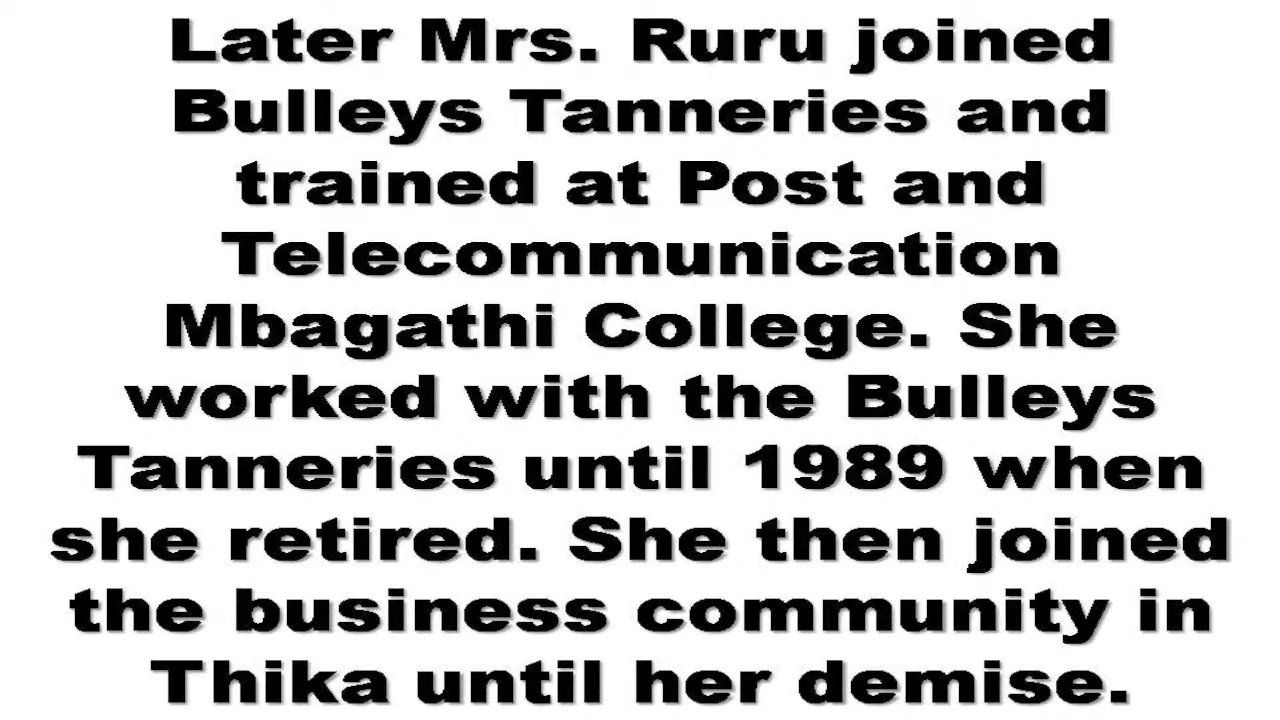 Later Mrs. Ruru joined
Bulleys Tanneries and
trained at Post and
Telecommunication
Mbagathi College. She
worked with the Bulleys
Tanneries until 1989 when
she retired. She then joined
the business community in
Thika until her demise.